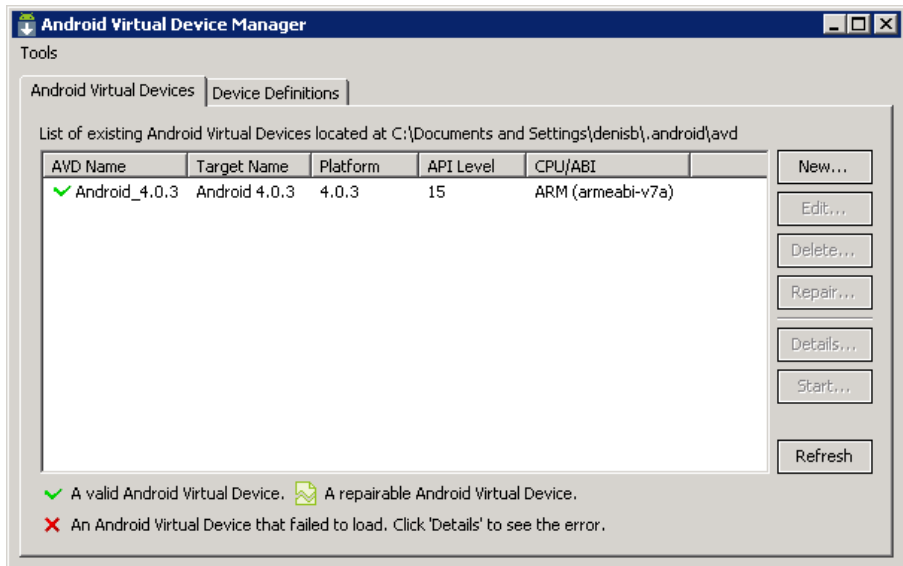 Android Virtual Device Manager
Tools
Android Virtual Devices Device Definitions
List of existing Android Virtual Devices located at C:\Documents and Settings\denisb\.android\avd
AVD Name Target Name Platform API Level CPU/ABI New...
Android_4.0.3 Android 4.0.3 4.0.3 15 ARM (armeabi-v7a)
Edit...
Delete...
Repair...
Details...
Start...
Refresh
A valid Android Virtual Device. A repairable Android Virtual Device.
An Android Virtual Device that failed to load. Click 'Details' to see the error.